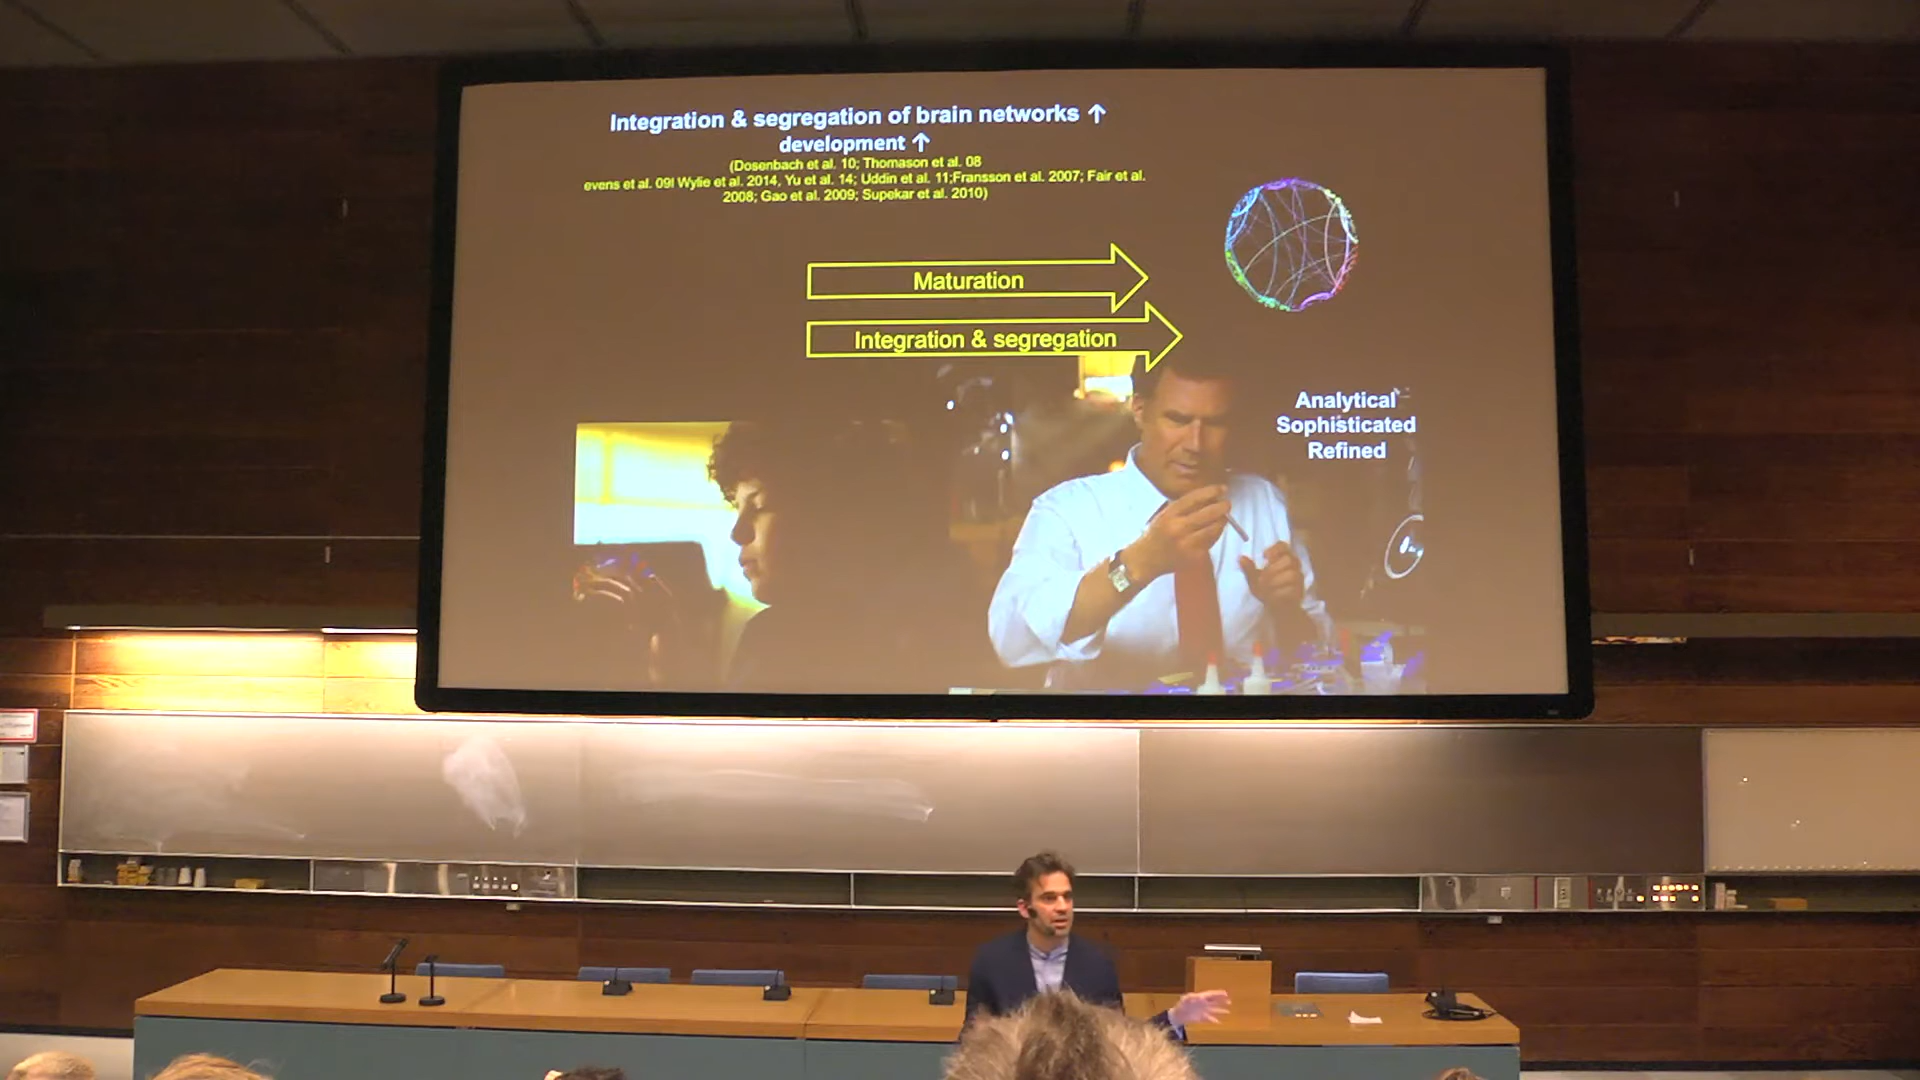 Integration & segregation of brain networks ↑
development ↑
(Dosenbach et al. 10; Thomason et al. 08
evens et al. 09l Wylie et al. 2014, Yu et al. 14; Uddin et al. 11;Fransson et al. 2007; Fair et al.
2008; Gao et al. 2009; Supekar et al. 2010)
Maturation
Integration & segregation
Analytical
Sophisticated
Refined